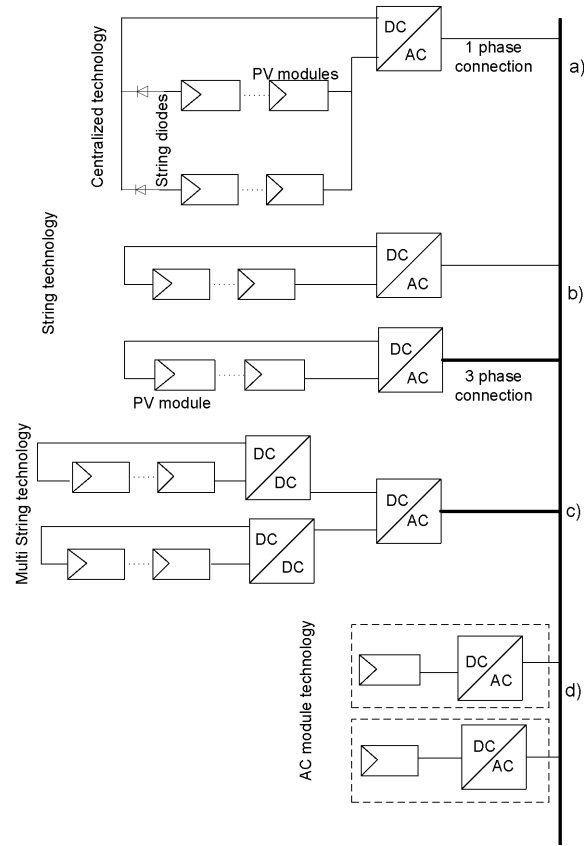 Centralized technology
String diodes
PV modules
DC
AC
1 phase
connection
a)
String technology
DC
AC
b)
PV module
DC
AC
3 phase
connection
Multi String technology
DC
DC
DC
DC
DC
AC
c)
AC module technology
DC
AC
d)
DC
AC